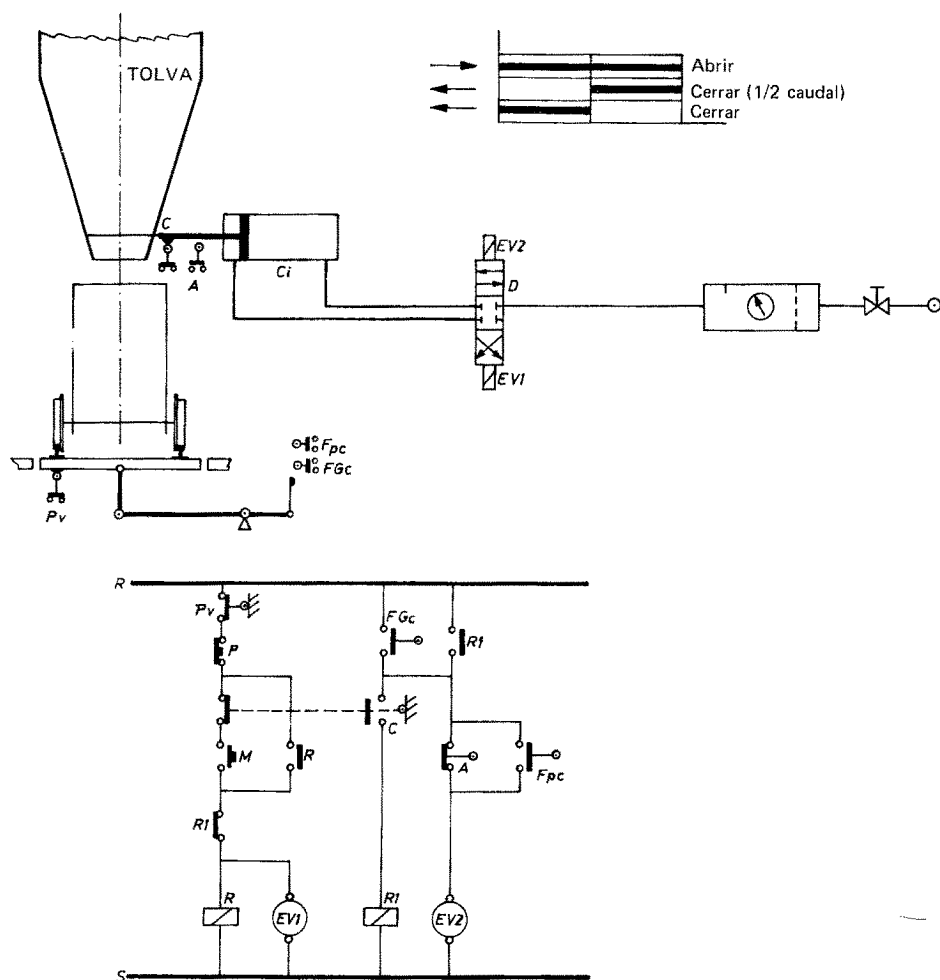 TOLVA
Abrir
Cerrar (1/2 caudal)
Cerrar
C
A
Ci
EV2
D
EV1
Fpc
FGc
Pv
R
Pv
FGc
R1
P
C
M
R
A
Fpc
R1
R
EV1
R1
EV2
S